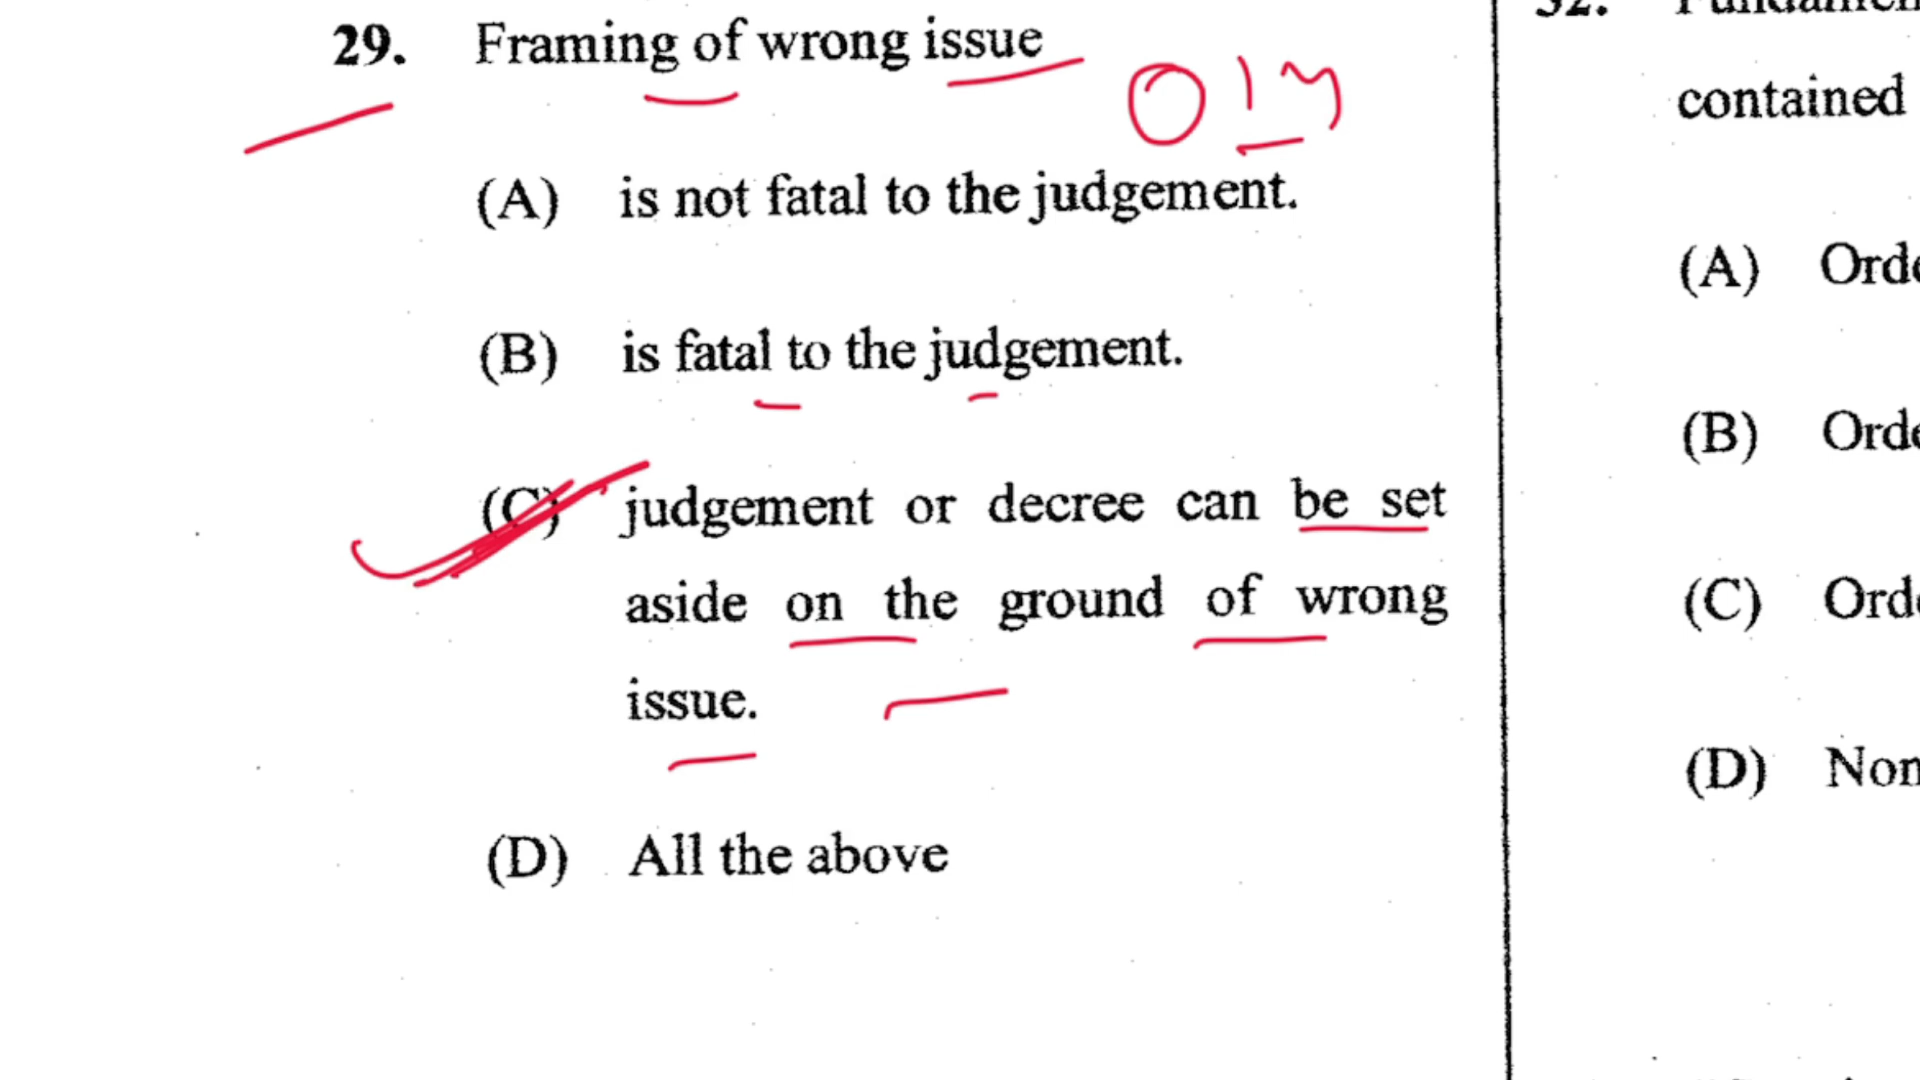 29. Framing of wrong issue
O 14
(A) is not fatal to the judgement.
(B) is fatal to the judgement.
(C) judgement or decree can be set
aside on the ground of wrong
issue.
(D) All the above
32.
contained
(A)
(B)
(C)
(D)